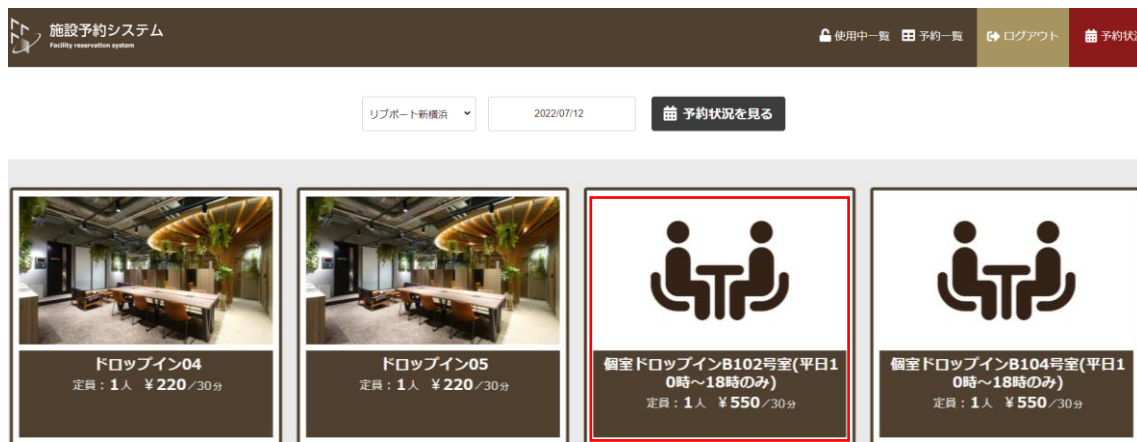 施設予約システム
Facility reservation system
使用中一覧 予約一覧 ログアウト 予約状況
リブポート新横浜 2022/07/12 予約状況を見る
ドロップイン04
定員：1人 ¥220/30分
ドロップイン05
定員：1人 ¥220/30分
個室ドロップインB102号室(平日1
0時～18時のみ)
定員：1人 ¥550/30分
個室ドロップインB104号室(平日1
0時～18時のみ)
定員：1人 ¥550/30分